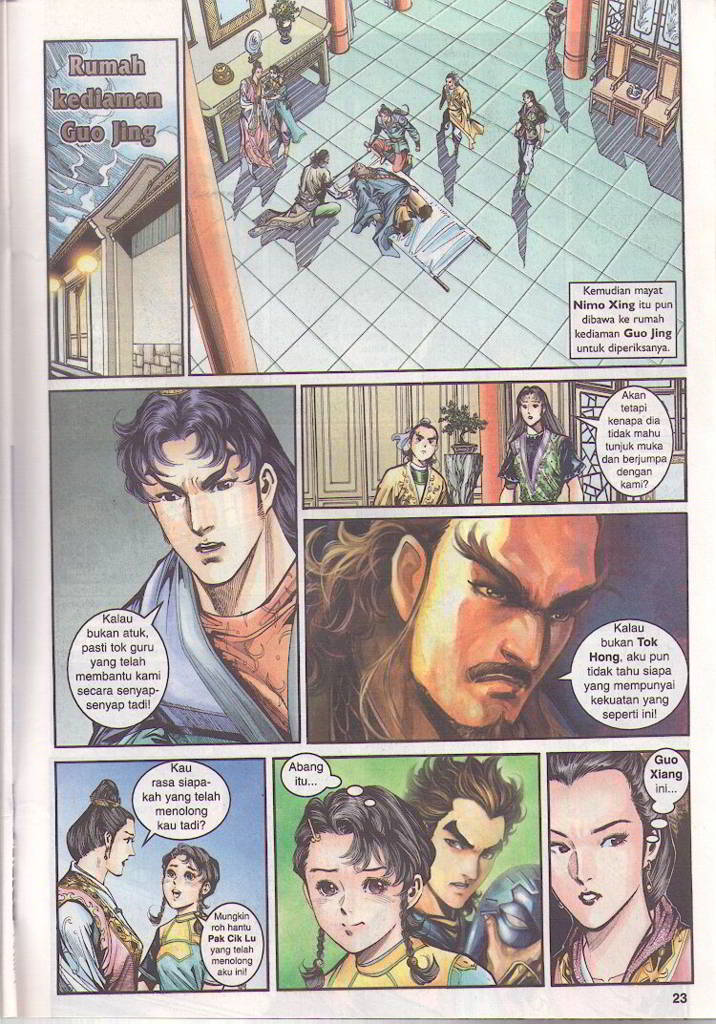 Rumah
kediaman
Guo Jing
Kemudian mayat
Nimo Xing itu pun
dibawa ke rumah
kediaman Guo Jing
untuk diperiksanya.
Kalau
bukan atuk,
pasti tok guru
yang telah
membantu kami
secara senyap-
senyap tadi!
Akan
tetapi
kenapa dia
tidak mahu
tunjuk muka
dan berjumpa
dengan
kami?
Kalau
bukan Tok
Hong, aku pun
tidak tahu siapa
yang mempunyai
kekuatan yang
seperti ini!
Kau
rasa siapa-
kah yang telah
menolong
kau tadi?
Mungkin
roh hantu
Pak Cik Lu
yang telah
menolong
aku ini!
Abang
itu...
Guo
Xiang
ini...
23